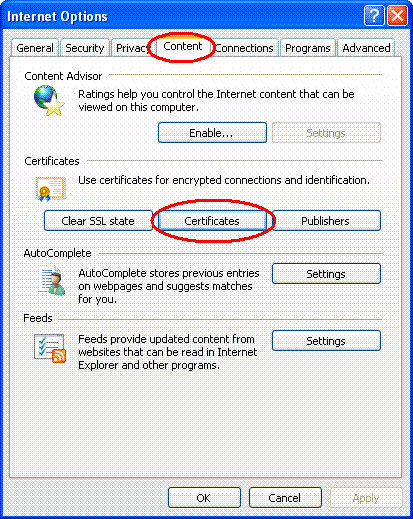 Internet Options
General Security Privacy Content Connections Programs Advanced
Content Advisor
Ratings help you control the Internet content that can be
viewed on this computer.
Enable... Settings
Certificates
Use certificates for encrypted connections and identification.
Clear SSL state Certificates Publishers
AutoComplete
AutoComplete stores previous entries
on webpages and suggests matches
for you.
Settings
Feeds
Feeds provide updated content from
websites that can be read in Internet
Explorer and other programs.
Settings
OK Cancel Apply